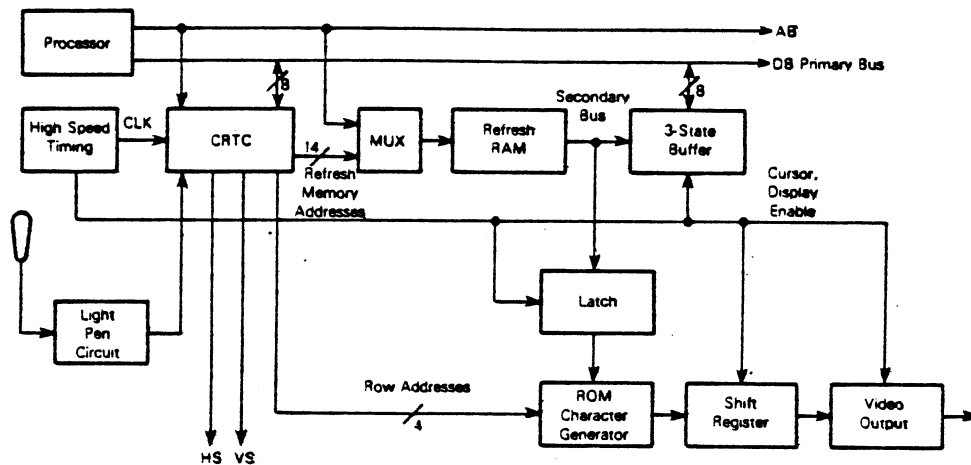 Processor
AB
DB Primary Bus
8
8
High Speed
Timing
CLK
CRTC
14
Refresh
Memory
Addresses
MUX
Refresh
RAM
Secondary
Bus
3-State
Buffer
Cursor,
Display
Enable
Light
Pen
Circuit
Latch
Row Addresses
4
ROM
Character
Generator
Shift
Register
Video
Output
HS
VS